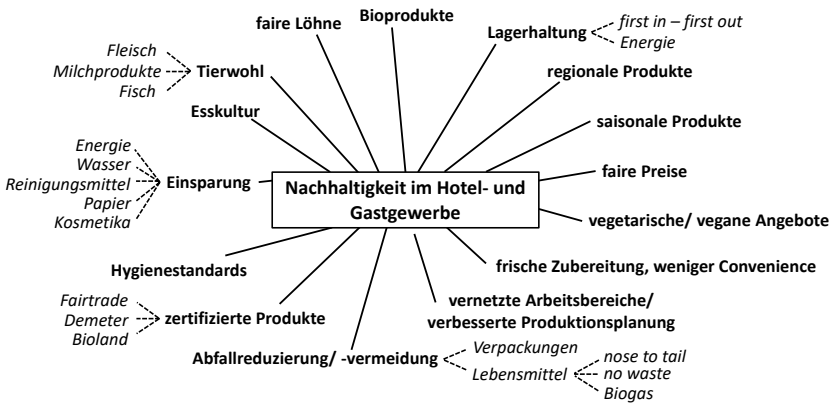 Bioprodukte
faire Löhne
Lagerhaltung
first in – first out
Energie
Fleisch
Milchprodukte
Fisch
Tierwohl
regionale Produkte
Esskultur
saisonale Produkte
Energie
Wasser
Reinigungsmittel
Papier
Kosmetika
Einsparung
Nachhaltigkeit im Hotel- und
Gastgewerbe
faire Preise
vegetarische/ vegane Angebote
Hygienestandards
frische Zubereitung, weniger Convenience
Fairtrade
Demeter
Bioland
zertifizierte Produkte
vernetzte Arbeitsbereiche/
verbesserte Produktionsplanung
Abfallreduzierung/ -vermeidung
Verpackungen
Lebensmittel
nose to tail
no waste
Biogas